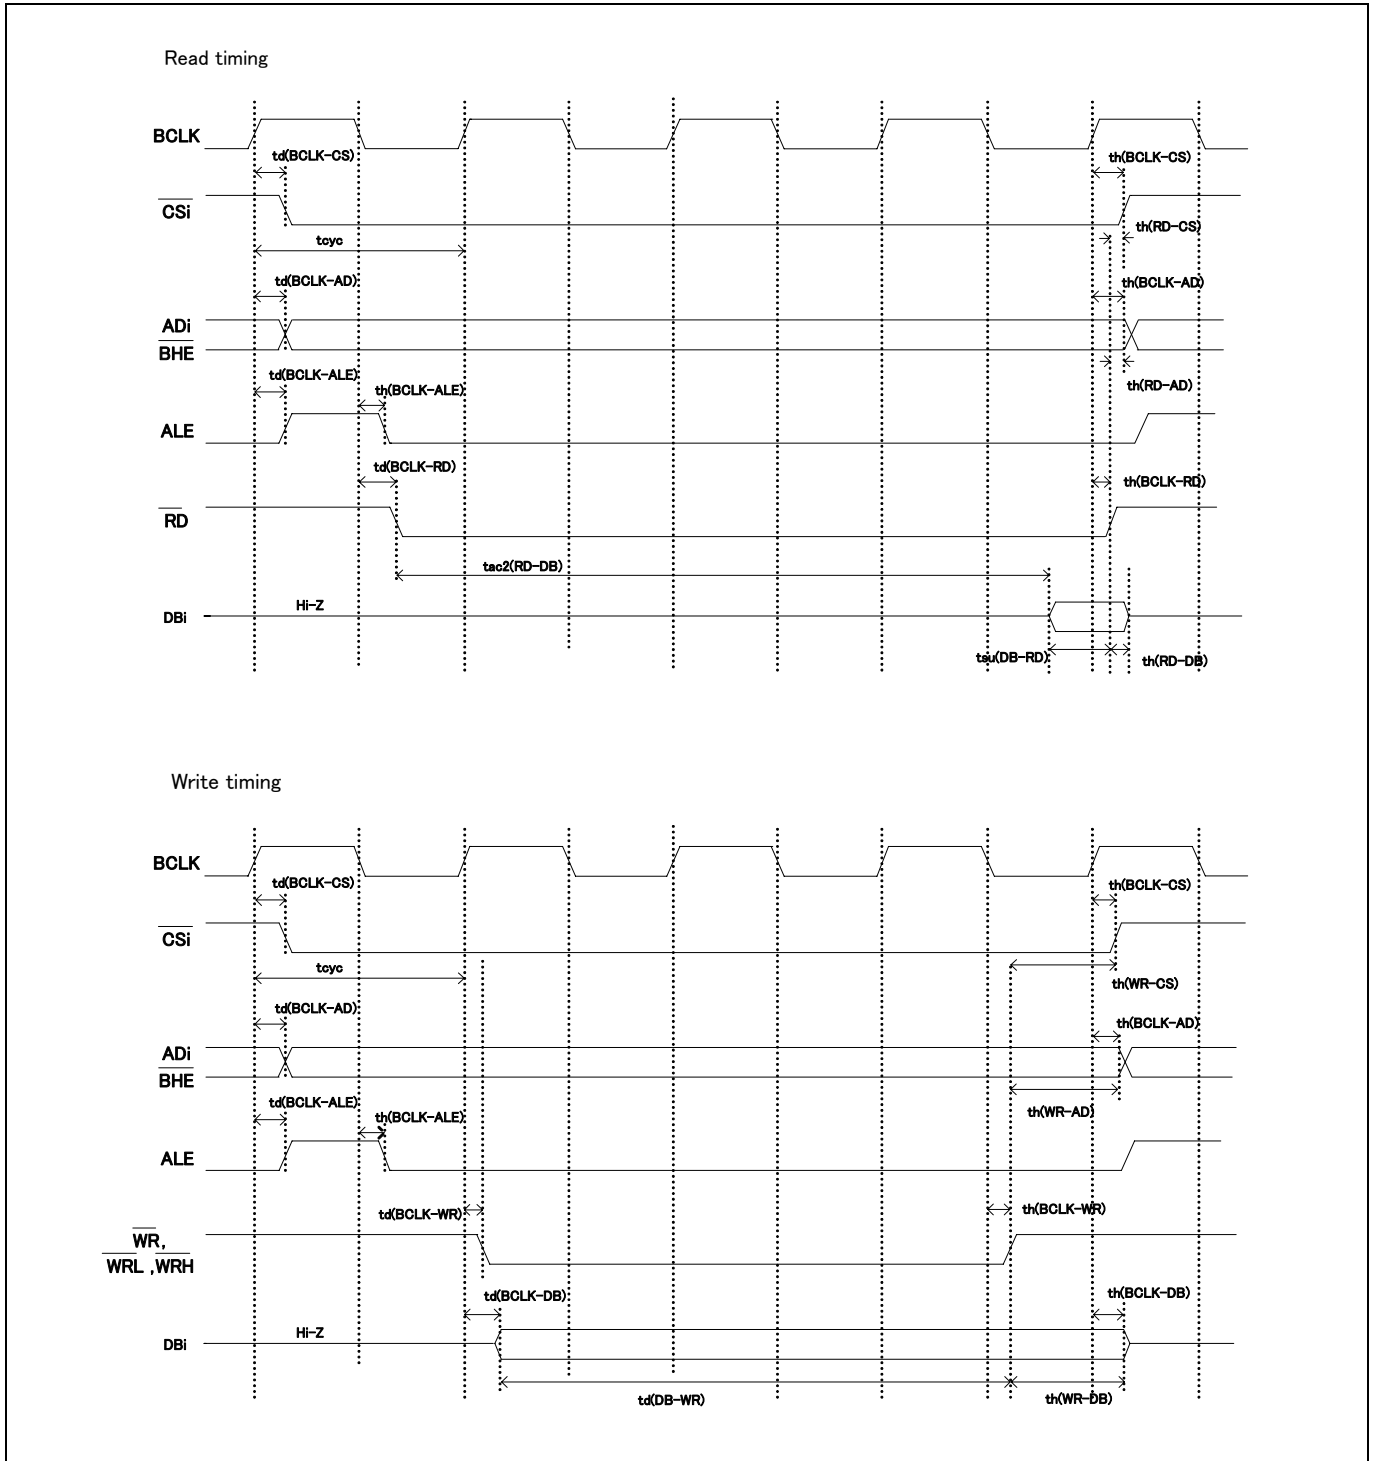 Read timing
BCLK
td(BCLK-CS)
th(BCLK-CS)
CSi
th(RD-CS)
tcyc
td(BCLK-AD)
th(BCLK-AD)
ADi
BHE
td(BCLK-ALE)
th(BCLK-ALE)
th(RD-AD)
ALE
td(BCLK-RD)
th(BCLK-RD)
RD
tac2(RD-DB)
Hi-Z
DBi
tsu(DB-RD)
th(RD-DB)
Write timing
BCLK
td(BCLK-CS)
th(BCLK-CS)
CSi
tcyc
th(WR-CS)
td(BCLK-AD)
th(BCLK-AD)
ADi
BHE
td(BCLK-ALE)
th(BCLK-ALE)
th(WR-AD)
ALE
td(BCLK-WR)
th(BCLK-WR)
WR,
WRL ,WRH
td(BCLK-DB)
th(BCLK-DB)
Hi-Z
DBi
td(DB-WR)
th(WR-DB)